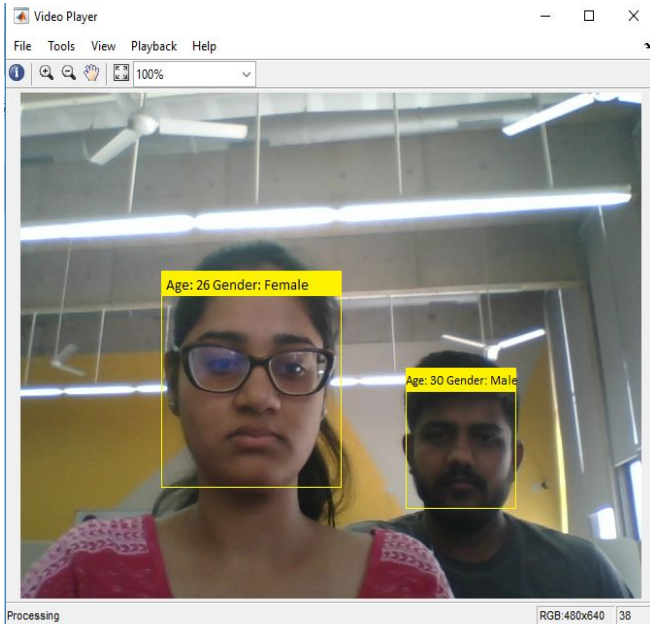 Video Player
File Tools View Playback Help
100%
Age: 26 Gender: Female
Age: 30 Gender: Male
Processing
RGB:480x640
38